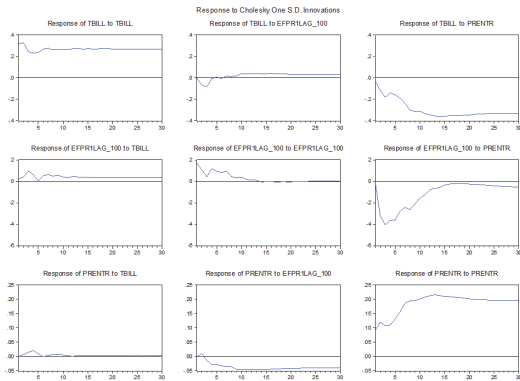 Response to Cholesky One S.D. Innovations
Response of TBILL to TBILL
Response of TBILL to EFPR1LAG_100
Response of TBILL to PRENTR
.4
.2
.0
-.2
-.4
5 10 15 20 25 30
.4
.2
.0
-.2
-.4
5 10 15 20 25 30
.4
.2
.0
-.2
-.4
5 10 15 20 25 30
Response of EFPR1LAG_100 to TBILL
Response of EFPR1LAG_100 to EFPR1LAG_100
Response of EFPR1LAG_100 to PRENTR
2
0
-2
-4
-6
5 10 15 20 25 30
2
0
-2
-4
-6
5 10 15 20 25 30
2
0
-2
-4
-6
5 10 15 20 25 30
Response of PRENTR to TBILL
Response of PRENTR to EFPR1LAG_100
Response of PRENTR to PRENTR
.25
.20
.15
.10
.05
.00
-.05
5 10 15 20 25 30
.25
.20
.15
.10
.05
.00
-.05
5 10 15 20 25 30
.25
.20
.15
.10
.05
.00
-.05
5 10 15 20 25 30